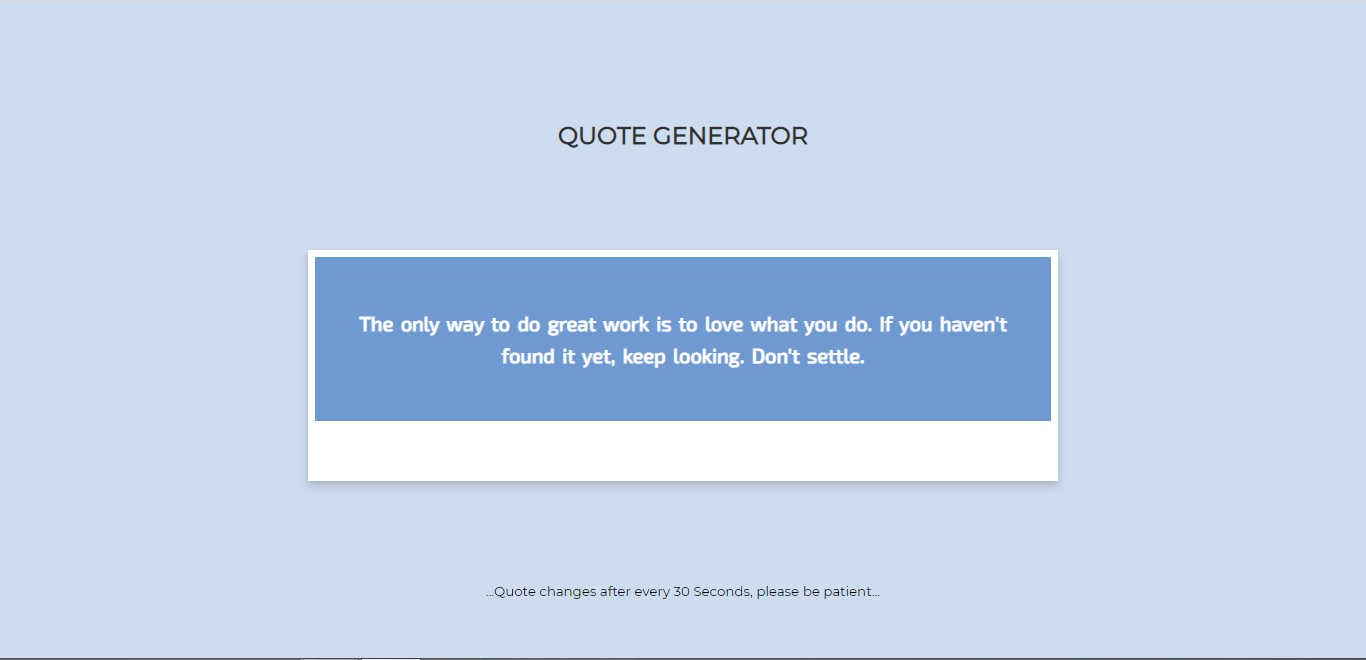 QUOTE GENERATOR
The only way to do great work is to love what you do. If you haven't
found it yet, keep looking. Don't settle.
...Quote changes after every 30 Seconds, please be patient...